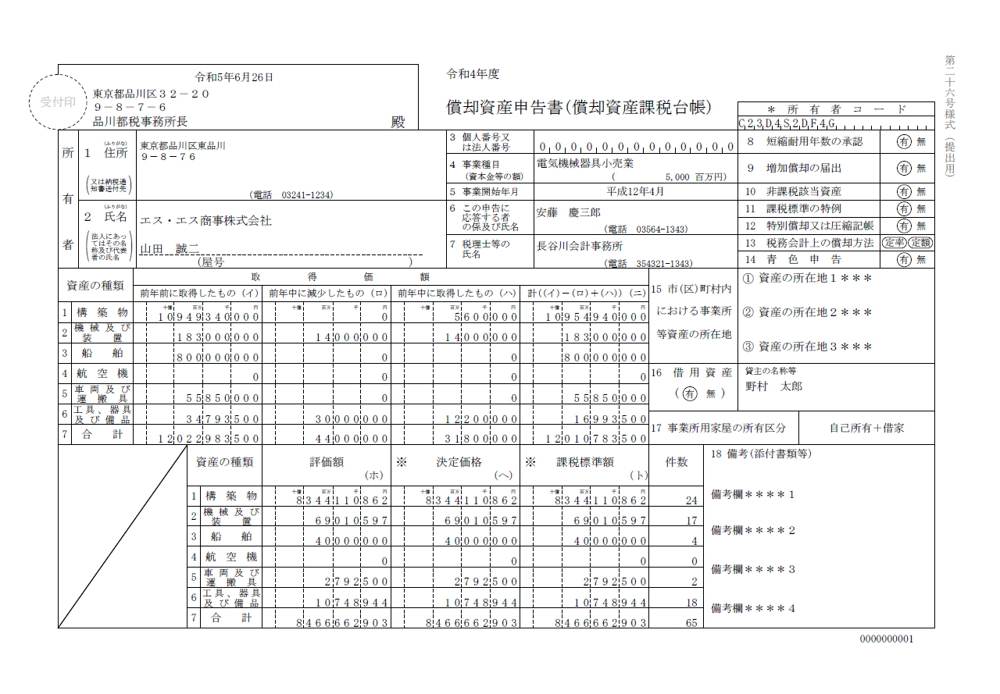 第二十六号様式（提出用）
令和5年6月26日
受付印
東京都品川区３２－２０
９－８－７－６
品川都税事務所長
殿
令和4年度
償却資産申告書(償却資産課税台帳)
＊ 所有者コード
C23D4S2DF4G
所有者
1 住所
(ふりがな)
(又は納税通知書送付先)
東京都品川区東品川
９－８－７６
(電話 03241-1234)
2 氏名
(ふりがな)
(法人にあってはその名称及び代表者の氏名)
エス・エス商事株式会社
山田　誠二
(屋号 )
3 個人番号又は法人番号
0000000000000
4 事業種目
(資本金等の額)
電気機械器具小売業
( 5,000 百万円)
5 事業開始年月
平成12年4月
6 この申告に応答する者の係及び氏名
安藤　慶三郎
(電話 03564-1343)
7 税理士等の氏名
長谷川会計事務所
(電話 354321-1343)
8 短縮耐用年数の承認 有 無
9 増加償却の届出 有 無
10 非課税該当資産 有 無
11 課税標準の特例 有 無
12 特別償却又は圧縮記帳 有 無
13 税務会計上の償却方法 定率 定額
14 青色申告 有 無
資産の種類
取得価額
前年前に取得したもの(イ) 前年中に減少したもの(ロ) 前年中に取得したもの(ハ) 計((イ)－(ロ)＋(ハ))(ニ)
十億 百万 千 円 十億 百万 千 円 十億 百万 千 円 十億 百万 千 円
1 構築物 10949340000 0 5600000 10954940000
2 機械及び装置 183000000 14000000 14000000 183000000
3 船舶 800000000 0 0 800000000
4 航空機 0 0 0 0
5 車両及び運搬具 55850000 0 0 55850000
6 工具、器具及び備品 34793500 30000000 12200000 16993500
7 合計 12022983500 44000000 31800000 12010783500
15 市(区)町村内における事業所等資産の所在地
① 資産の所在地１＊＊＊
② 資産の所在地２＊＊＊
③ 資産の所在地３＊＊＊
16 借用資産
(有 無)
貸主の名称等
野村　太郎
17 事業所用家屋の所有区分
自己所有＋借家
資産の種類 評価額(ホ) ※ 決定価格(ヘ) ※ 課税標準額(ト) 件数
十億 百万 千 円 十億 百万 千 円 十億 百万 千 円
1 構築物 8344110862 8344110862 8344110862 24
2 機械及び装置 69010597 69010597 69010597 17
3 船舶 40000000 40000000 40000000 4
4 航空機 0 0 0 0
5 車両及び運搬具 2792500 2792500 2792500 2
6 工具、器具及び備品 10748944 10748944 10748944 18
7 合計 8466662903 8466662903 8466662903 65
18 備考(添付書類等)
備考欄＊＊＊＊１
備考欄＊＊＊＊２
備考欄＊＊＊＊３
備考欄＊＊＊＊４
0000000001